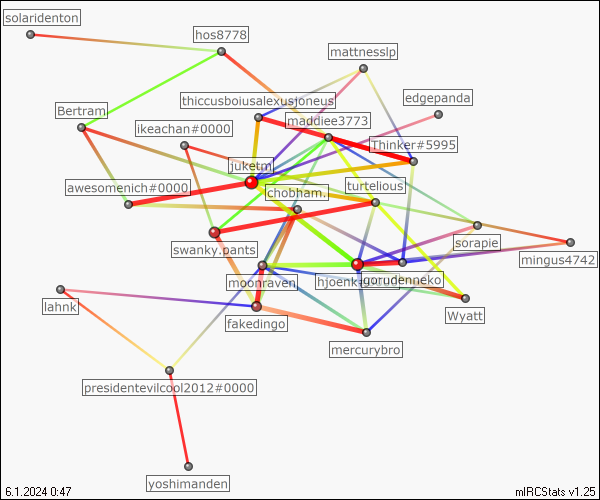 solaridenton
hos8778
mattnesslp
thiccusboiusalexusjoneus
edgepanda
Bertram
maddiee3773
ikeachan#0000
Thinker#5995
juketm
awesomenich#0000
chobham.
turtelious
swanky.pants
sorapie
mingus4742
moonraven
gorudenneko
lahnk
Wyatt
fakedingo
mercurybro
presidentevilcool2012#0000
yoshimanden
6.1.2024 0:47
mIRCStats v1.25